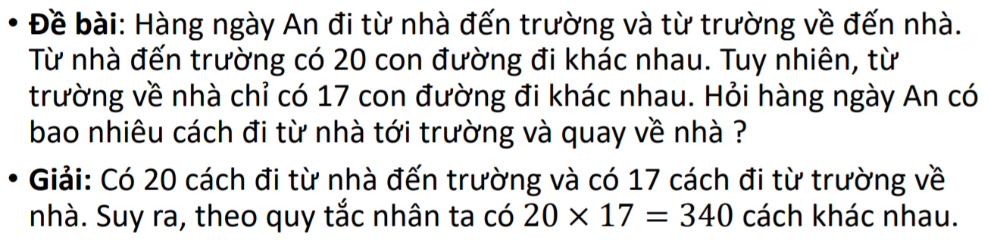 • Đề bài: Hàng ngày An đi từ nhà đến trường và từ trường về đến nhà.
Từ nhà đến trường có 20 con đường đi khác nhau. Tuy nhiên, từ
trường về nhà chỉ có 17 con đường đi khác nhau. Hỏi hàng ngày An có
bao nhiêu cách đi từ nhà tới trường và quay về nhà ?
• Giải: Có 20 cách đi từ nhà đến trường và có 17 cách đi từ trường về
nhà. Suy ra, theo quy tắc nhân ta có 20 × 17 = 340 cách khác nhau.